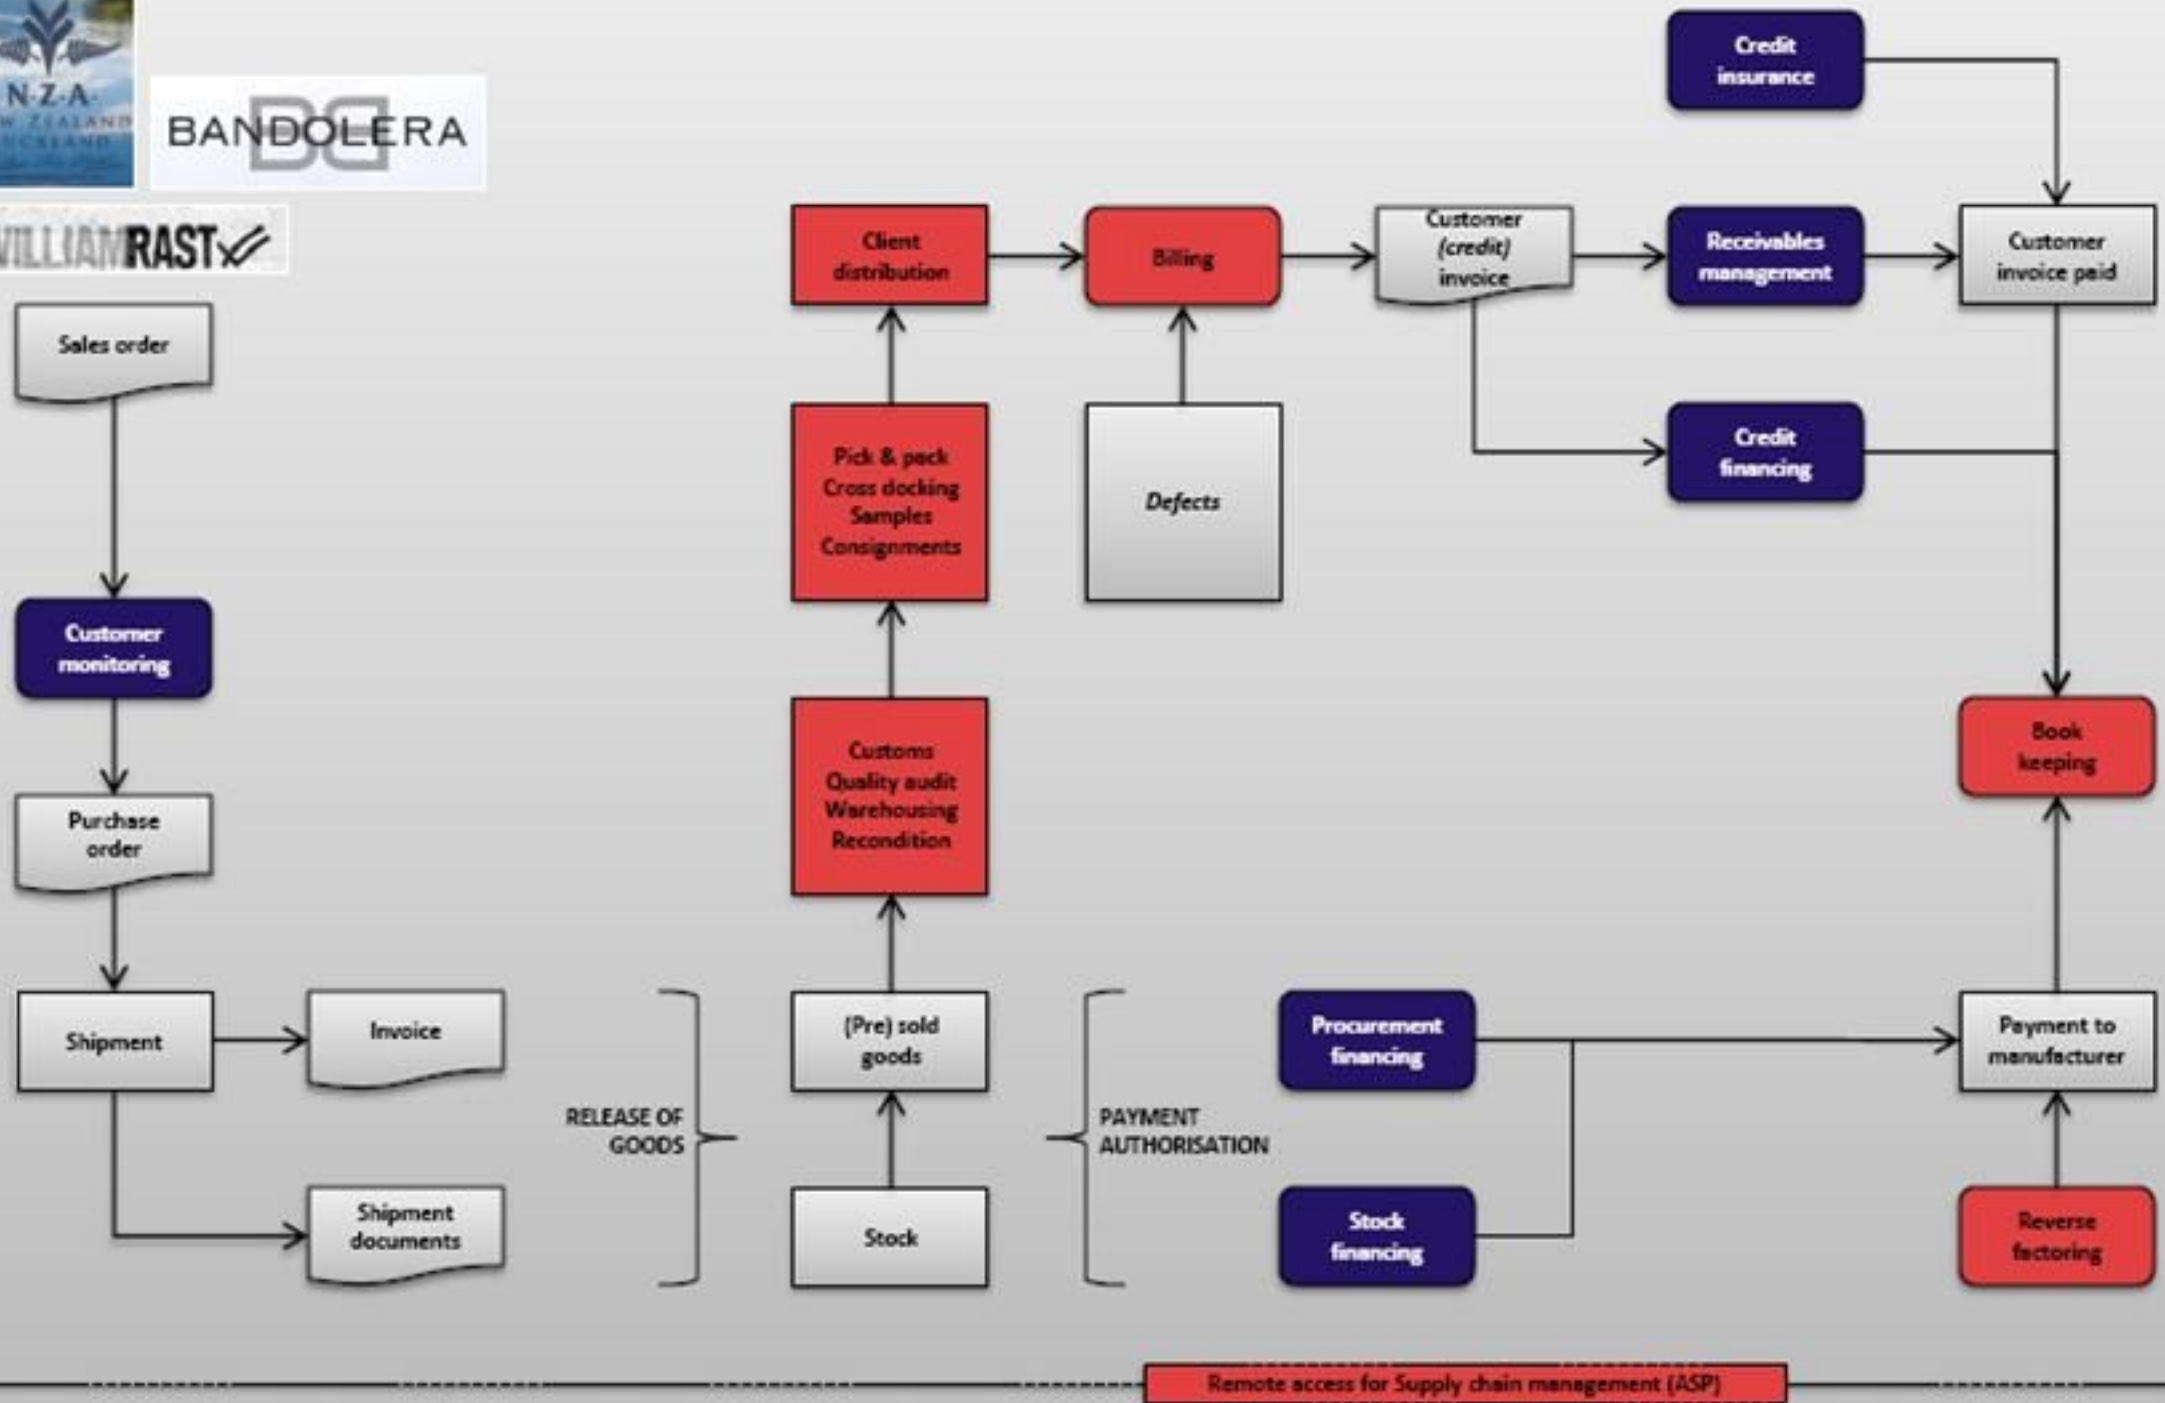 N·Z·A·
BANDOLERA
WILLIAMRAST
Sales order
Customer
monitoring
Purchase
order
Shipment
Invoice
Shipment
documents
RELEASE OF
GOODS
Client
distribution
Pick & pack
Cross docking
Samples
Consignments
Customs
Quality audit
Warehousing
Recondition
(Pre) sold
goods
Stock
Billing
Defects
PAYMENT
AUTHORISATION
Customer
(credit)
invoice
Procurement
financing
Stock
financing
Credit
insurance
Receivables
management
Credit
financing
Customer
invoice paid
Book
keeping
Payment to
manufacturer
Reverse
factoring
Remote access for Supply chain management (ASP)